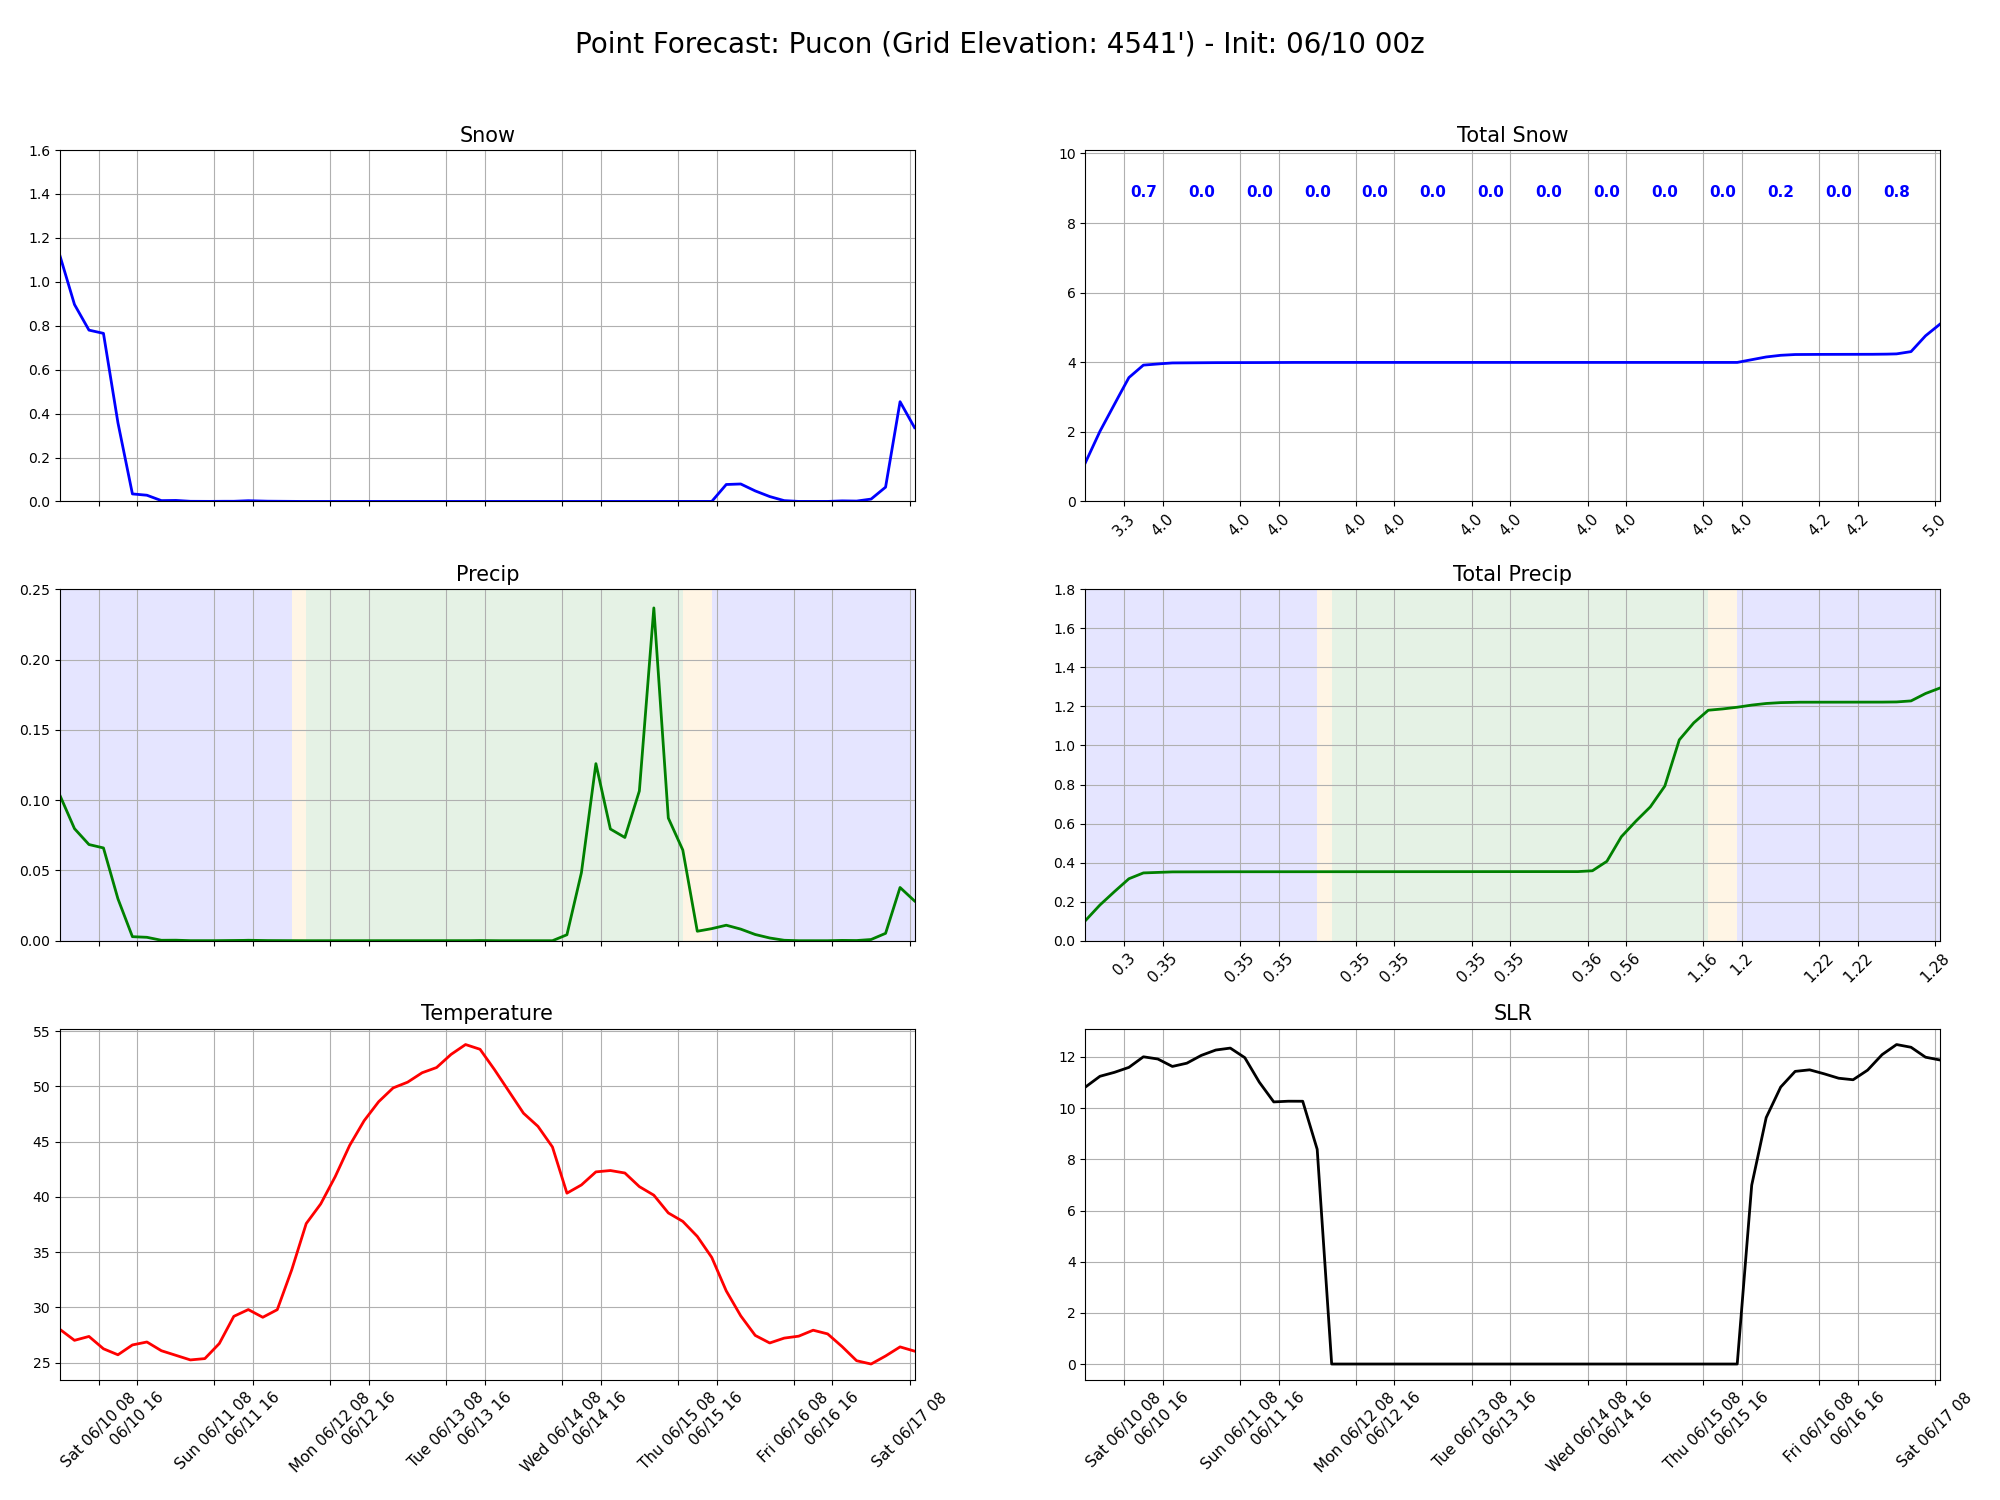 Point Forecast: Pucon (Grid Elevation: 4541') - Init: 06/10 00z
Snow
1.6
1.4
1.2
1.0
0.8
0.6
0.4
0.2
0.0
Total Snow
10
8
6
4
2
0
0.7 0.0 0.0 0.0 0.0 0.0 0.0 0.0 0.0 0.0 0.0 0.2 0.0 0.8
3.3 4.0 4.0 4.0 4.0 4.0 4.0 4.0 4.0 4.0 4.0 4.0 4.2 4.2 5.0
Precip
0.25
0.20
0.15
0.10
0.05
0.00
Total Precip
1.8
1.6
1.4
1.2
1.0
0.8
0.6
0.4
0.2
0.0
0.3 0.35 0.35 0.35 0.35 0.35 0.35 0.35 0.36 0.56 1.16 1.2 1.22 1.22 1.28
Temperature
55
50
45
40
35
30
25
Sat 06/10 08
06/10 16
Sun 06/11 08
06/11 16
Mon 06/12 08
06/12 16
Tue 06/13 08
06/13 16
Wed 06/14 08
06/14 16
Thu 06/15 08
06/15 16
Fri 06/16 08
06/16 16
Sat 06/17 08
SLR
12
10
8
6
4
2
0
Sat 06/10 08
06/10 16
Sun 06/11 08
06/11 16
Mon 06/12 08
06/12 16
Tue 06/13 08
06/13 16
Wed 06/14 08
06/14 16
Thu 06/15 08
06/15 16
Fri 06/16 08
06/16 16
Sat 06/17 08